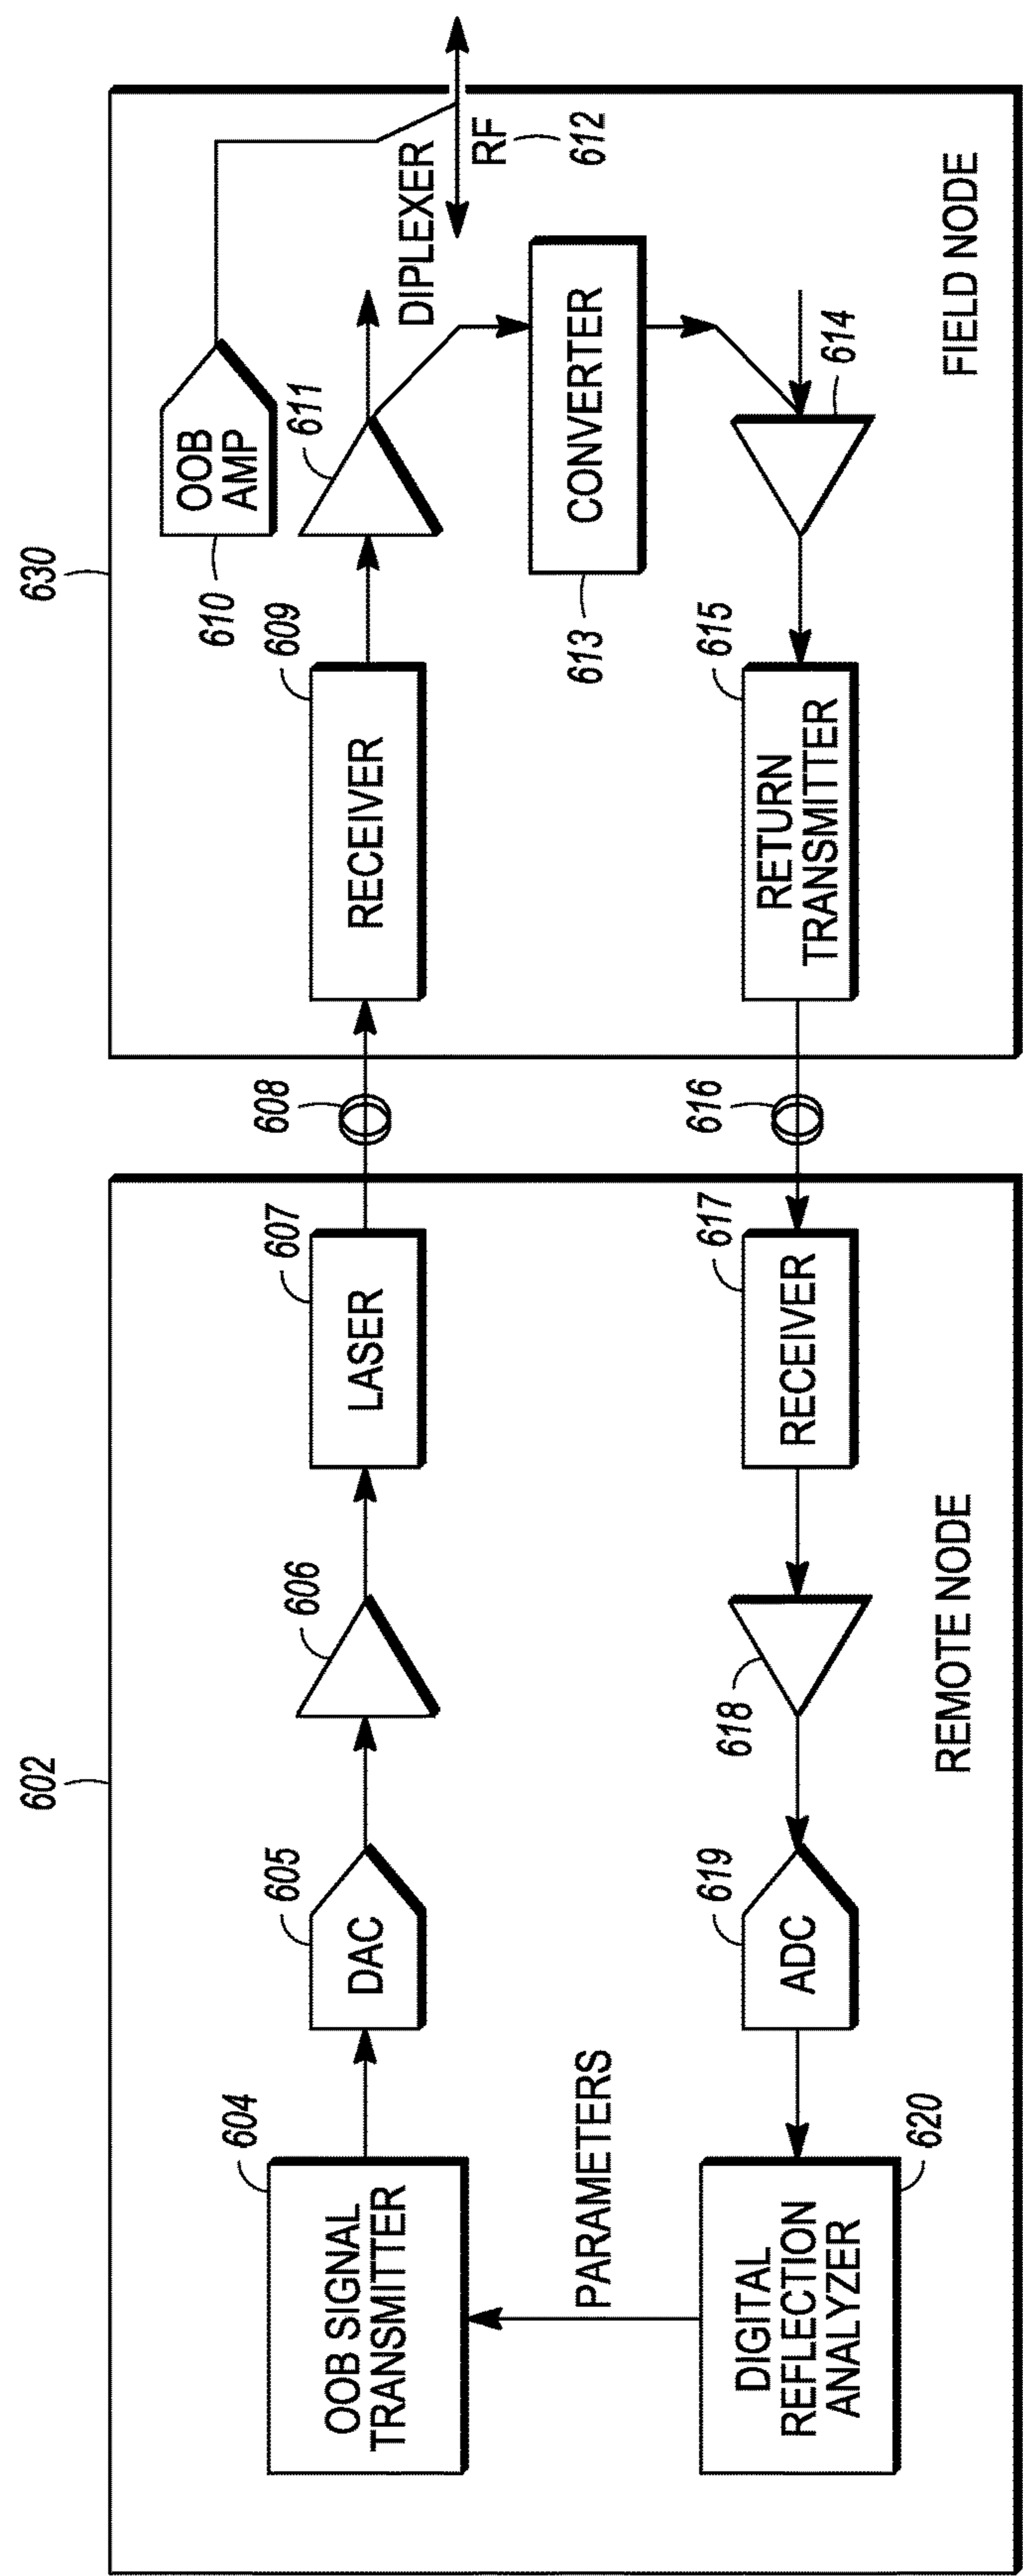 602
630
604
OOB SIGNAL
TRANSMITTER
605
DAC
606
607
LASER
608
609
RECEIVER
610
OOB
AMP
611
DIPLEXER
RF
612
PARAMETERS
613
CONVERTER
620
DIGITAL
REFLECTION
ANALYZER
619
ADC
618
617
RECEIVER
616
615
RETURN
TRANSMITTER
614
REMOTE NODE
FIELD NODE